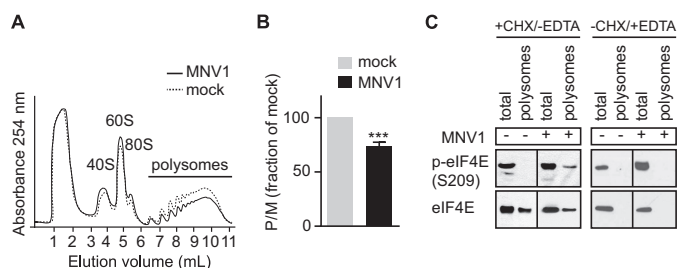 A
MNV1
mock
60S
80S
40S
polysomes
Absorbance 254 nm
1 2 3 4 5 6 7 8 9 10 11
Elution volume (mL)
B
mock
MNV1
P/M (fraction of mock)
100
75
50
0
***
C
+CHX/-EDTA
-CHX/+EDTA
total
polysomes
total
polysomes
total
polysomes
total
polysomes
MNV1 - - + + - - + +
p-eIF4E
(S209)
eIF4E